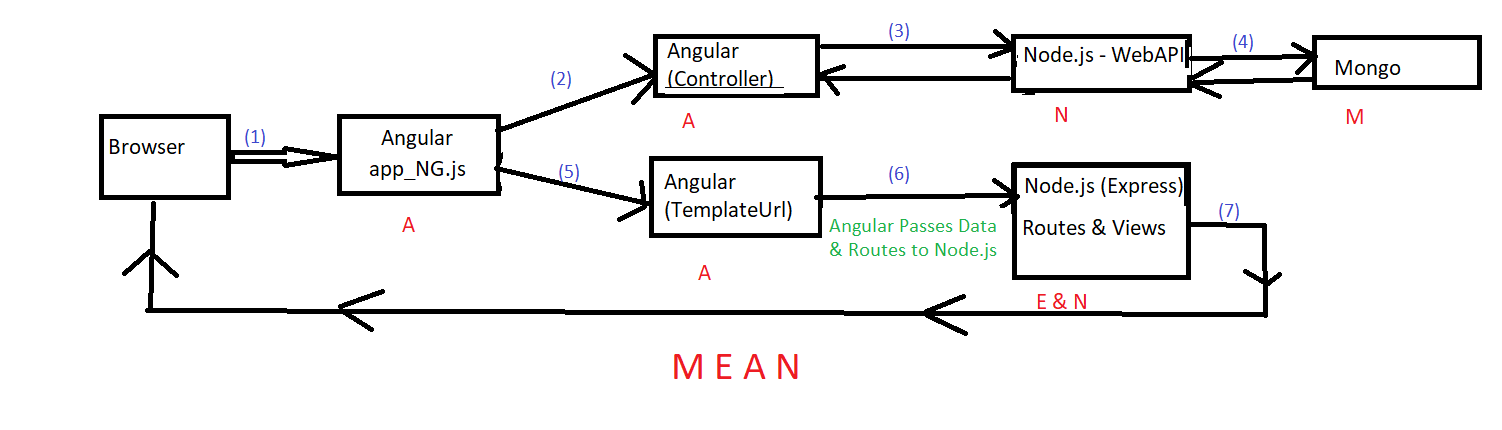 (3)
(4)
Angular
(Controller)
Node.js - WebAPI
Mongo
(2)
A
N
M
(1)
Browser
Angular
app_NG.js
(5)
(6)
Angular
(TemplateUrl)
Node.js (Express)
Routes & Views
(7)
A
Angular Passes Data
& Routes to Node.js
A
E & N
M E A N